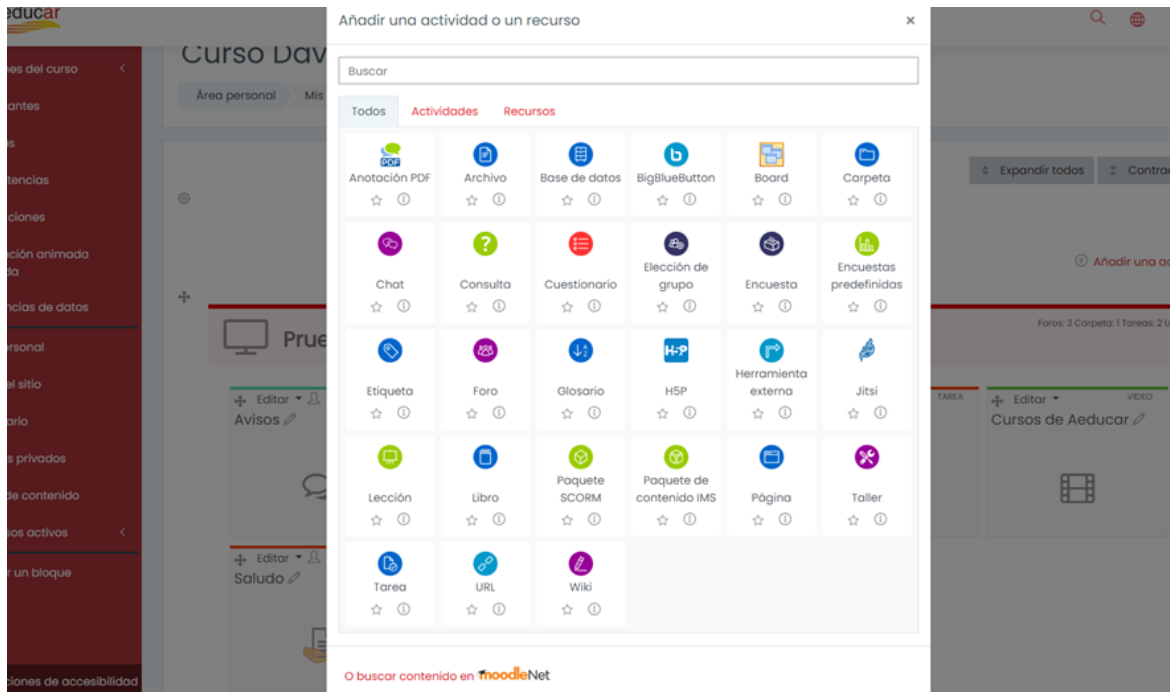 educar
Añadir una actividad o un recurso
×
Curso Dav
Buscar
Área personal
Mis
Todos
Actividades
Recursos
es del curso
antes
s
tencias
ciones
ción animada
da
ncias de datos
rsonal
el sitio
ario
s privados
de contenido
sos activos
r un bloque
ciones de accesibilidad
PDF
Anotación PDF
Archivo
Base de datos
BigBlueButton
Board
Carpeta
Chat
Consulta
Cuestionario
Elección de
grupo
Encuesta
Encuestas
predefinidas
Etiqueta
Foro
Glosario
H5P
H5P
Herramienta
externa
Jitsi
Lección
Libro
Paquete
SCORM
Paquete de
contenido IMS
Página
Taller
Tarea
URL
Wiki
O buscar contenido en moodleNet
Expandir todos
Contrae
Añadir una ac
Prue
Foros: 3 Carpeta: 1 Tareas: 2 U
Editar
Avisos
TAREA
Editar
VIDEO
Cursos de Aeducar
Editar
Saludo